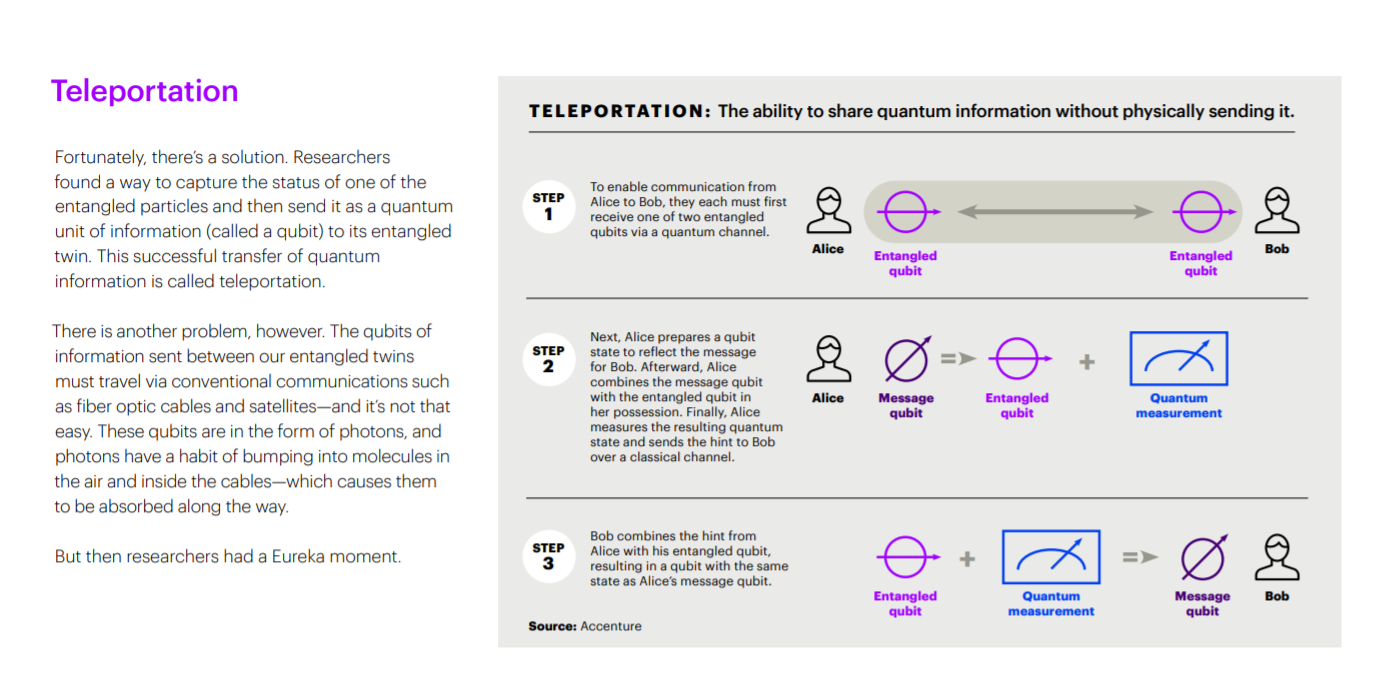 Teleportation
Fortunately, there's a solution. Researchers
found a way to capture the status of one of the
entangled particles and then send it as a quantum
unit of information (called a qubit) to its entangled
twin. This successful transfer of quantum
information is called teleportation.
There is another problem, however. The qubits of
information sent between our entangled twins
must travel via conventional communications such
as fiber optic cables and satellites—and it's not that
easy. These qubits are in the form of photons, and
photons have a habit of bumping into molecules in
the air and inside the cables—which causes them
to be absorbed along the way.
But then researchers had a Eureka moment.
TELEPORTATION: The ability to share quantum information without physically sending it.
STEP
1
To enable communication from
Alice to Bob, they each must first
receive one of two entangled
qubits via a quantum channel.
Alice
Entangled
qubit
Entangled
qubit
Bob
STEP
2
Next, Alice prepares a qubit
state to reflect the message
for Bob. Afterward, Alice
combines the message qubit
with the entangled qubit in
her possession. Finally, Alice
measures the resulting quantum
state and sends the hint to Bob
over a classical channel.
Alice
Message
qubit
=
Entangled
qubit
+
Quantum
measurement
STEP
3
Bob combines the hint from
Alice with his entangled qubit,
resulting in a qubit with the same
state as Alice's message qubit.
Entangled
qubit
+
Quantum
measurement
=
Message
qubit
Bob
Source: Accenture